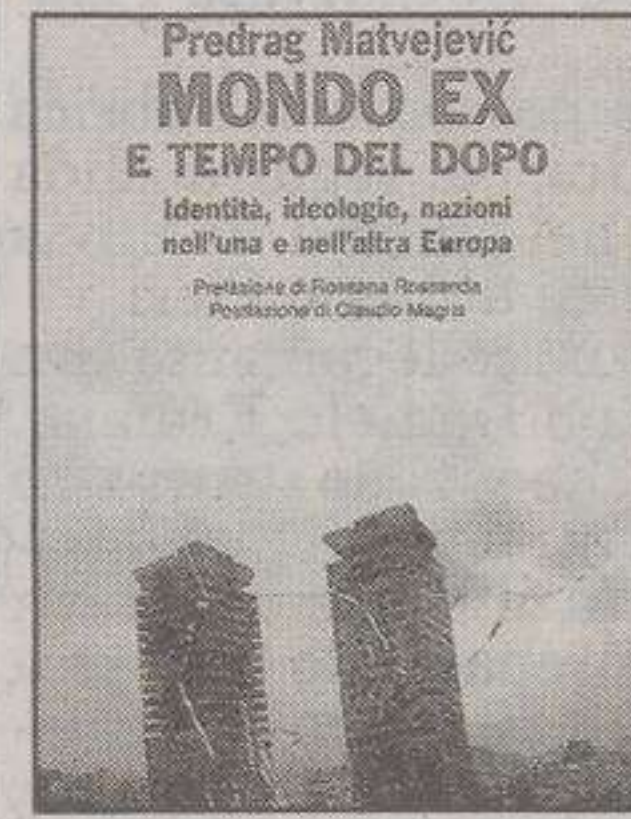 Predrag Matvejević
MONDO EX
E TEMPO DEL DOPO
Identità, ideologie, nazioni
nell'una e nell'altra Europa
Prefazione di Rossana Rossanda
Postfazione di Claudio Magris